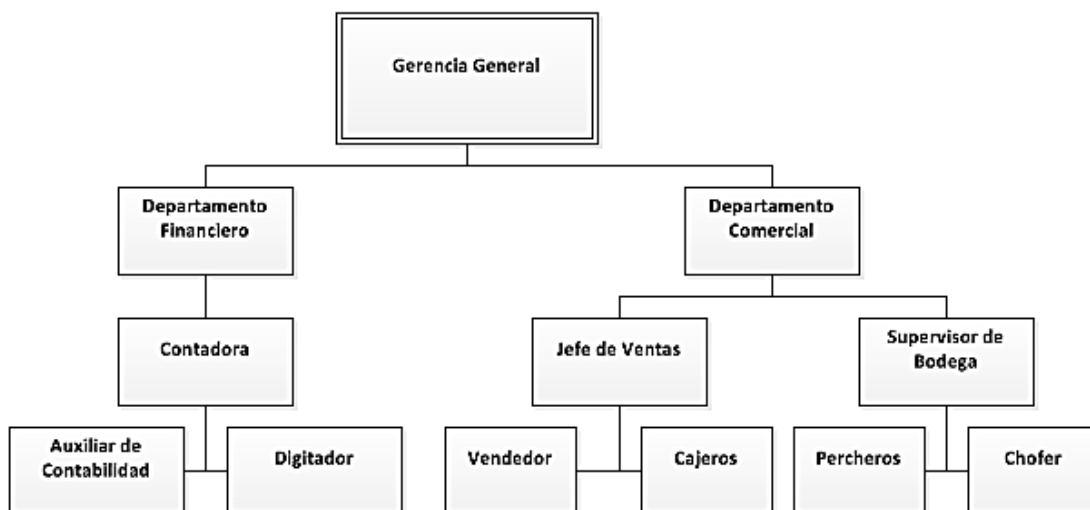 Gerencia General
Departamento
Financiero
Departamento
Comercial
Contadora
Jefe de Ventas
Supervisor de
Bodega
Auxiliar de
Contabilidad
Digitador
Vendedor
Cajeros
Percheros
Chofer